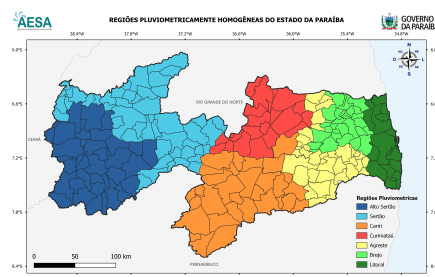 AESA
REGIÕES PLUVIOMETRICAMENTE HOMOGÊNEAS DO ESTADO DA PARAÍBA
GOVERNO
DA PARAÍBA
38.4°W 37.8°W 37.2°W 36.6°W 36.0°W 35.4°W 34.8°W
6.0°S
6.6°S
7.2°S
7.8°S
8.4°S
N
O
L
S
RIO GRANDE DO NORTE
CEARÁ
PERNAMBUCO
Regiões Pluviometricas
Alto Sertão
Sertão
Cariri
Curimataú
Agreste
Brejo
Litoral
0 50 100 km